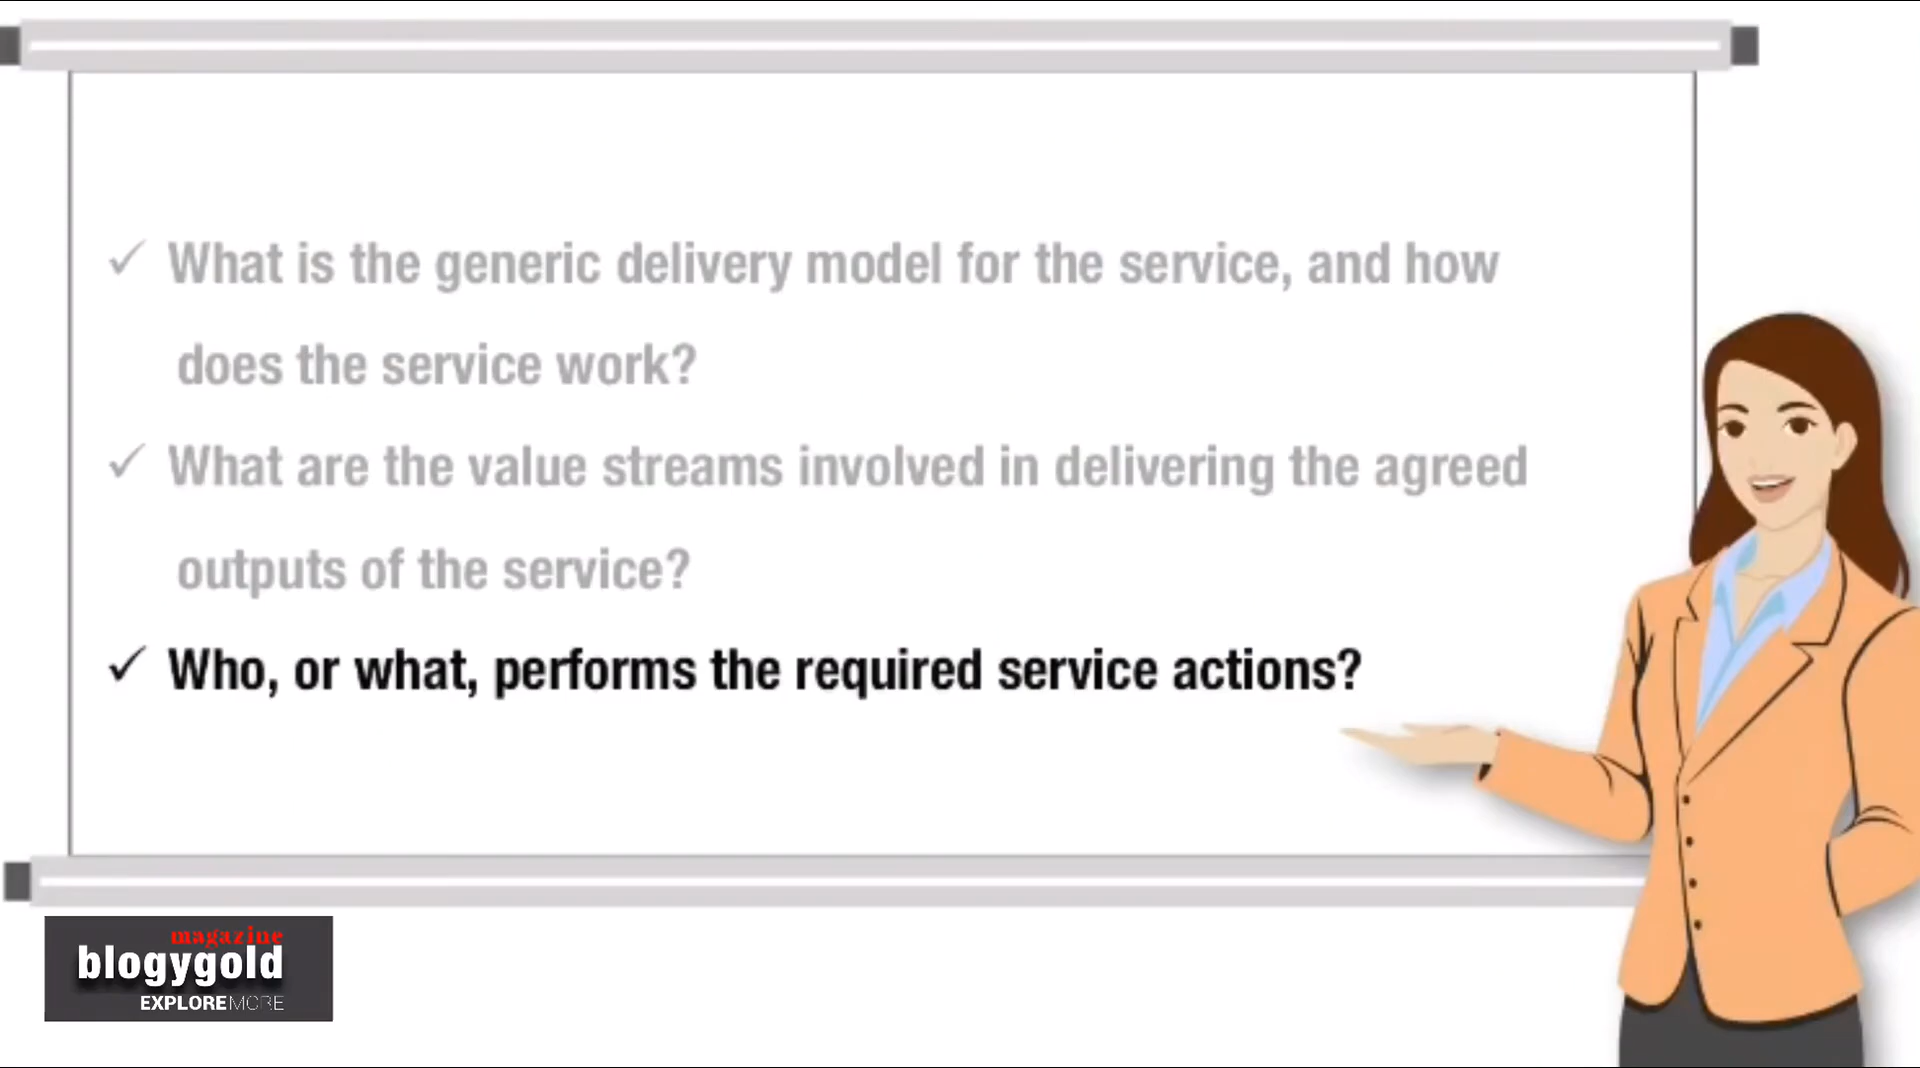 ✓ What is the generic delivery model for the service, and how
does the service work?
✓ What are the value streams involved in delivering the agreed
outputs of the service?
✓ Who, or what, performs the required service actions?
magazine
blogygold
EXPLOREMORE